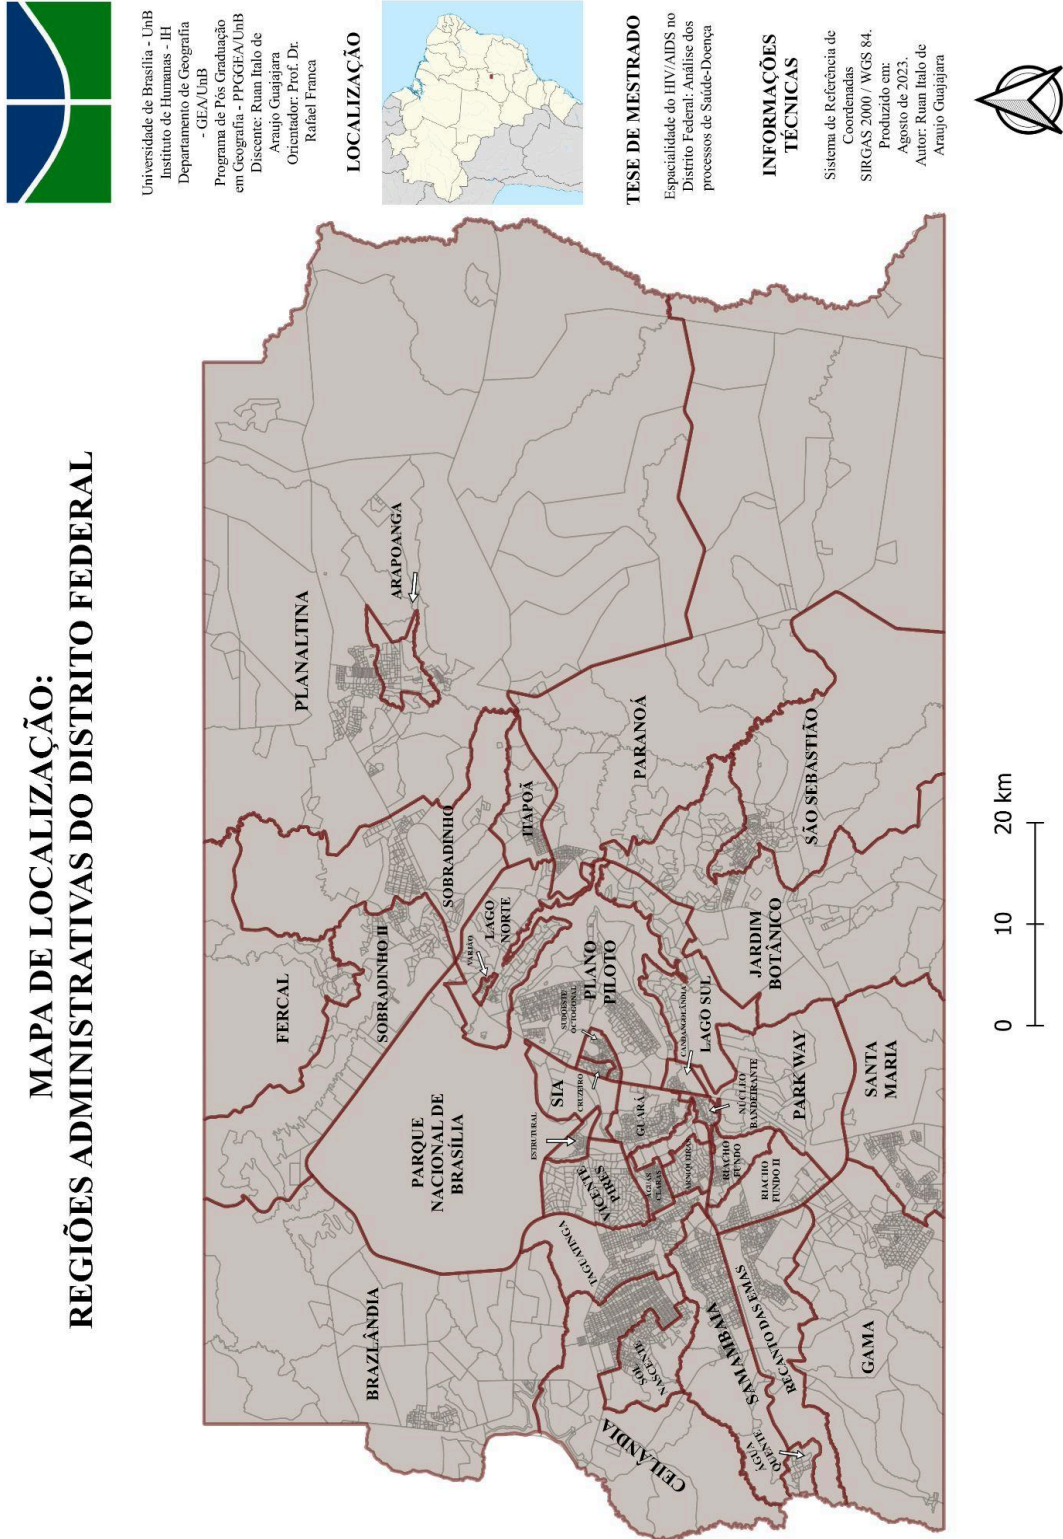 MAPA DE LOCALIZAÇÃO:
REGIÕES ADMINISTRATIVAS DO DISTRITO FEDERAL
Universidade de Brasília - UnB
Instituto de Humanas - IH
Departamento de Geografia
- GEA/UnB
Programa de Pós Graduação
em Geografia - PPGGEA/UnB
Discente: Ruan Italo de
Araujo Guajajara
Orientador: Prof. Dr.
Rafael Franca
LOCALIZAÇÃO
TESE DE MESTRADO
Espacialidade do HIV/AIDS no
Distrito Federal: Análise dos
processos de Saúde-Doença
INFORMAÇÕES
TÉCNICAS
Sistema de Referência de
Coordenadas
SIRGAS 2000 / WGS 84.
Produzido em:
Agosto de 2023.
Autor: Ruan Italo de
Araujo Guajajara
PLANALTINA
ARAPOANGA
FERCAL
SOBRADINHO II
SOBRADINHO
BRAZLÂNDIA
PARQUE
NACIONAL DE
BRASÍLIA
VARJÃO
LAGO
NORTE
ITAPOÃ
PARANOÁ
ESTRUTURAL
SIA
CRUZEIRO
SUDOESTE/
OCTOGONAL
PLANO
PILOTO
TAGUATINGA
VICENTE
PIRES
GUARÁ
CANDANGOLÂNDIA
LAGO SUL
CEILÂNDIA
SOL
NASCENTE
ÁGUAS
CLARAS
ARNIQUEIRAS
NÚCLEO
BANDEIRANTE
JARDIM
BOTÂNICO
SÃO SEBASTIÃO
SAMAMBAIA
RIACHO
FUNDO
RIACHO
FUNDO II
PARK WAY
ÁGUA
QUENTE
RECANTO DAS EMAS
GAMA
SANTA
MARIA
0 10 20 km